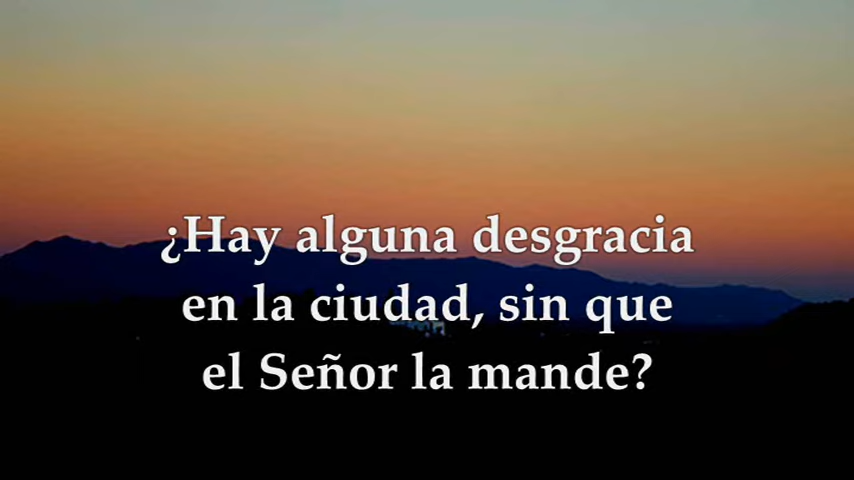 ¿Hay alguna desgracia
en la ciudad, sin que
el Señor la mande?